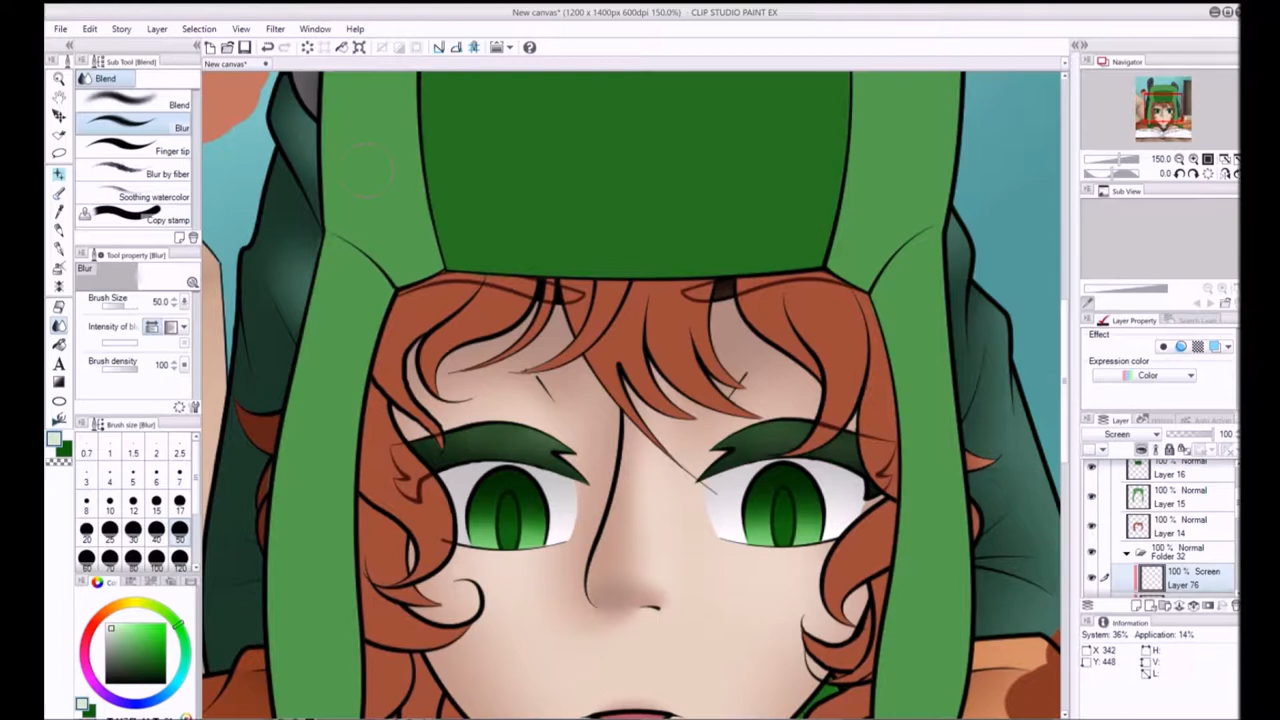 New canvas* (1200 x 1400px 600dpi 150.0%) - CLIP STUDIO PAINT EX
File Edit Story Layer Selection View Filter Window Help
New canvas*
Sub Tool [Blend]
Blend
Blend
Blur
Finger tip
Blur by fiber
Soothing watercolor
Copy stamp
Tool property [Blur]
Blur
Brush Size 50.0
Intensity of bl
Brush density 100
Brush size [Blur]
0.7 1 1.5 2 2.5
3 4 5 6 7
8 10 12 15 17
20 25 30 40 50
60 70 80 100 120
Navigator
150.0
0.0
Sub View
Layer Property
Effect
Expression color
Color
Layer
Screen 100
100 % Normal
Layer 16
100 % Normal
Layer 15
100 % Normal
Layer 14
100 % Normal
Folder 32
100 % Screen
Layer 76
Information
System: 36% Application: 14%
X 342 H:
Y: 448 V:
L: